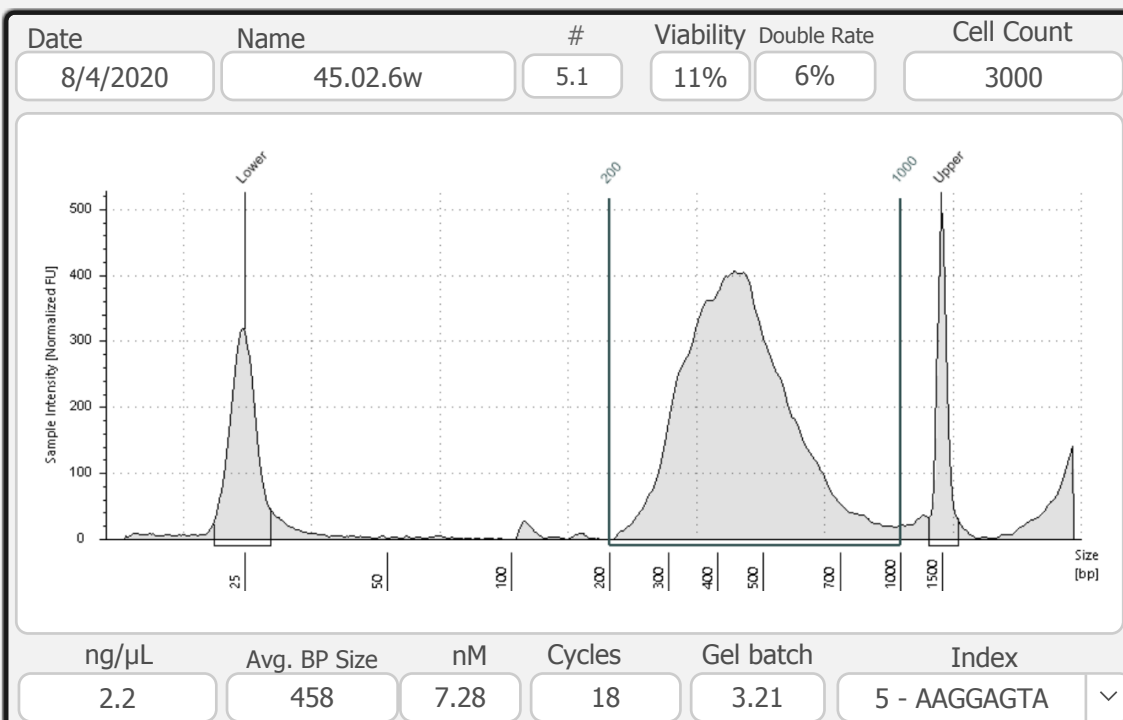 Date Name # Viability Double Rate Cell Count
8/4/2020 45.02.6w 5.1 11% 6% 3000
Lower 200 1000 Upper
500
400
300
200
100
0
Sample Intensity [Normalized FU]
25 50 100 200 300 400 500 700 1000 1500
Size
[bp]
ng/µL Avg. BP Size nM Cycles Gel batch Index
2.2 458 7.28 18 3.21 5 - AAGGAGTA